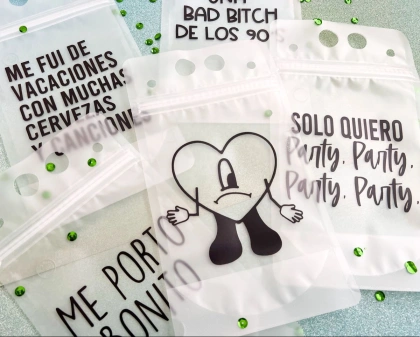 BAD BITCH
DE LOS 90
ME FUI DE
VACACIONES
CON MUCHAS
CERVEZAS
Y CANCIONES
SOLO QUIERO
Party. Party.
Party. Party.
ME PORTO
BONITO